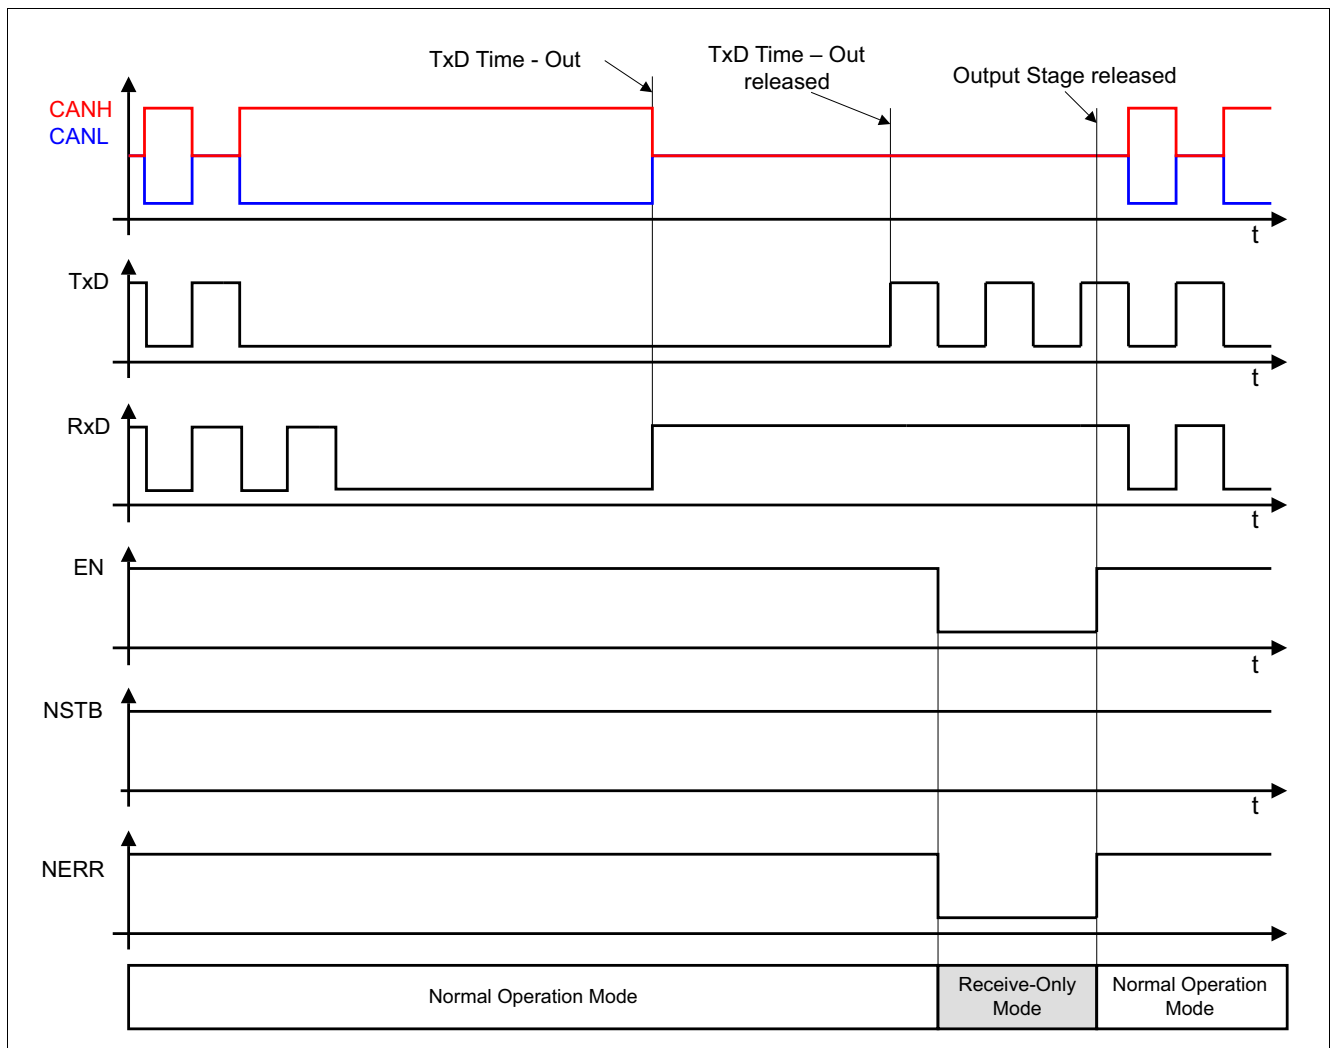 TxD Time - Out
TxD Time – Out
released
Output Stage released
CANH
CANL
t
TxD
t
RxD
t
EN
t
NSTB
t
NERR
Normal Operation Mode
Receive-Only
Mode
Normal Operation
Mode